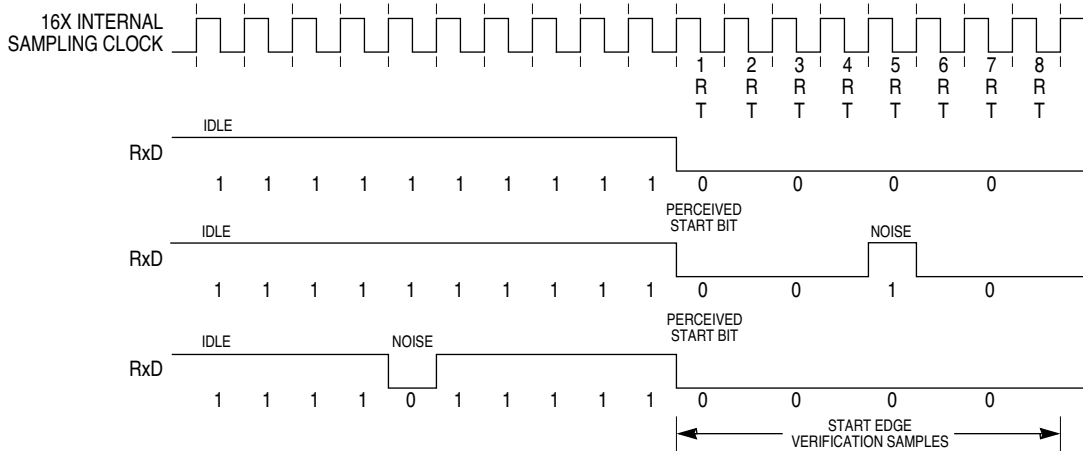 16X INTERNAL
SAMPLING CLOCK
1 2 3 4 5 6 7 8
R R R R R R R R
T T T T T T T T
IDLE
RxD
1 1 1 1 1 1 1 1 1 1 0 0 0 0
PERCEIVED
START BIT
IDLE NOISE
RxD
1 1 1 1 1 1 1 1 1 1 0 0 1 0
PERCEIVED
START BIT
IDLE NOISE
RxD
1 1 1 1 0 1 1 1 1 1 0 0 0 0
START EDGE
VERIFICATION SAMPLES